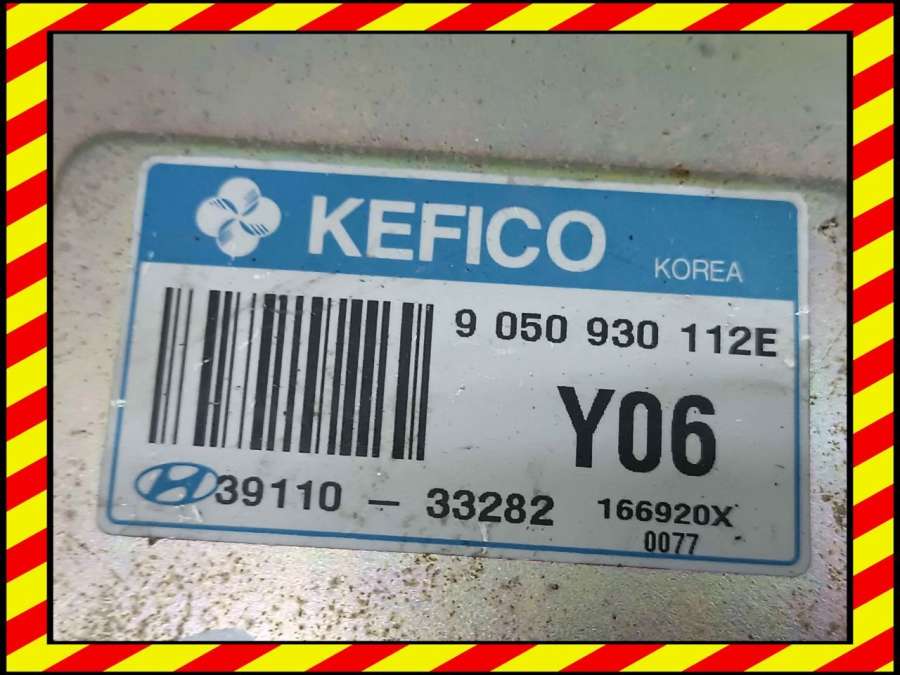 KEFICO
KOREA
9 050 930 112E
Y06
39110 - 33282
166920X
0077